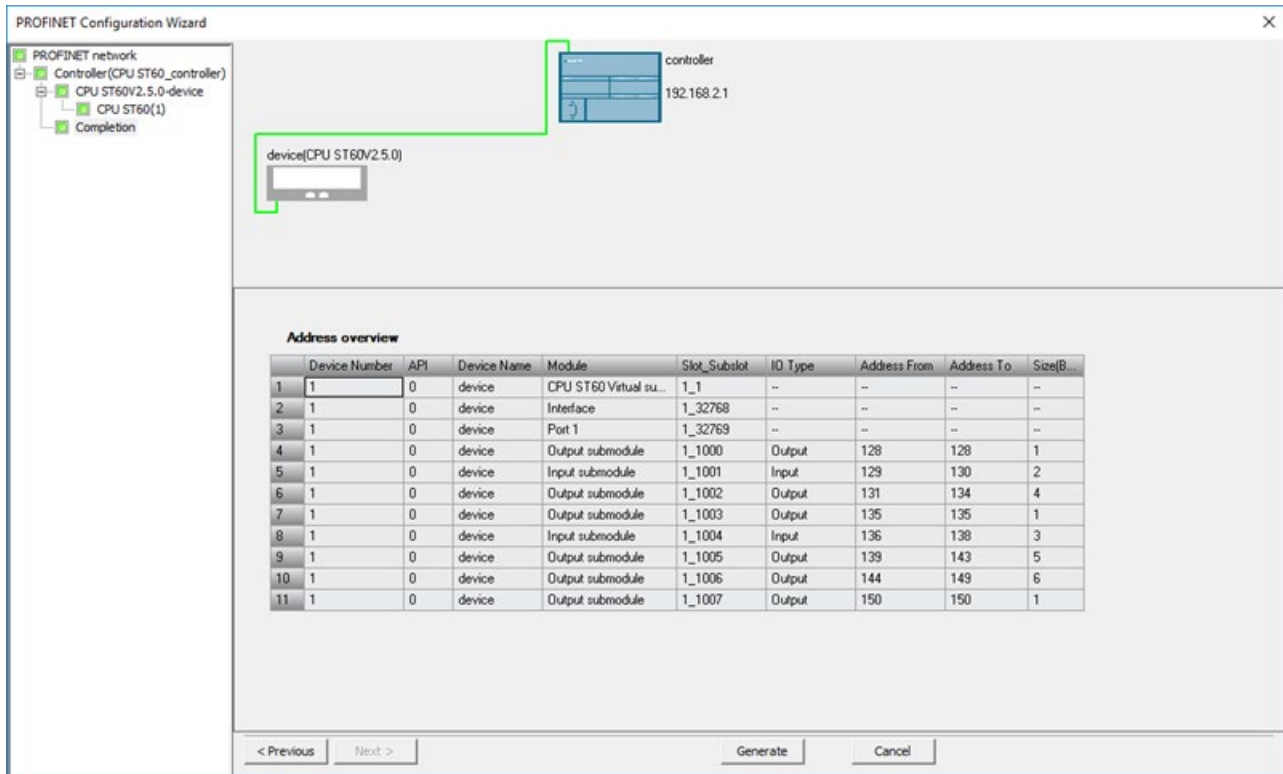 PROFINET Configuration Wizard
PROFINET network
Controller(CPU ST60_controller)
CPU ST60V2.5.0-device
CPU ST60(1)
Completion
controller
192.168.2.1
device(CPU ST60V2.5.0)
Address overview
Device Number API Device Name Module Slot_Subslot IO Type Address From Address To Size(B...
1 1 0 device CPU ST60 Virtual su... 1_1 -- -- -- --
2 1 0 device Interface 1_32768 -- -- -- --
3 1 0 device Port 1 1_32769 -- -- -- --
4 1 0 device Output submodule 1_1000 Output 128 128 1
5 1 0 device Input submodule 1_1001 Input 129 130 2
6 1 0 device Output submodule 1_1002 Output 131 134 4
7 1 0 device Output submodule 1_1003 Output 135 135 1
8 1 0 device Input submodule 1_1004 Input 136 138 3
9 1 0 device Output submodule 1_1005 Output 139 143 5
10 1 0 device Output submodule 1_1006 Output 144 149 6
11 1 0 device Output submodule 1_1007 Output 150 150 1
< Previous Next > Generate Cancel